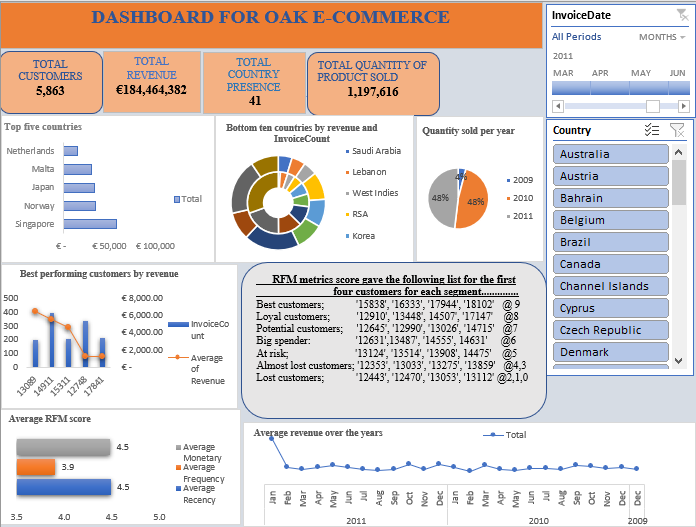 DASHBOARD FOR OAK E-COMMERCE
TOTAL
CUSTOMERS
5,863
TOTAL
REVENUE
€184,464,382
TOTAL
COUNTRY
PRESENCE
41
TOTAL QUANTITY OF
PRODUCT SOLD
1,197,616
InvoiceDate
All Periods
MONTHS
2011
MAR APR MAY JUN
Top five countries
Netherlands
Malta
Japan
Norway
Singapore
Total
€ - € 50,000 € 100,000
Bottom ten countries by revenue and
InvoiceCount
Saudi Arabia
Lebanon
West Indies
RSA
Korea
Quantity sold per year
4%
48%
48%
2009
2010
2011
Country
Australia
Austria
Bahrain
Belgium
Brazil
Canada
Channel Islands
Cyprus
Czech Republic
Denmark
Best performing customers by revenue
500
400
300
200
100
0
€ 8,000.00
€ 6,000.00
€ 4,000.00
€ 2,000.00
€ -
13089 14911 15311 12748 17841
InvoiceCo
unt
Average
of
Revenue
RFM metrics score gave the following list for the first
four customers for each segment..............
Best customers; '15838', '16333', '17944', '18102' @ 9
Loyal customers; '12910', '13448', '14507', '17147' @8
Potential customers; '12645', '12990', '13026', '14715' @7
Big spender; '12631',13487', '14555', '14631' @6
At risk; '13124', '13514', '13908', 14475' @5
Almost lost customers; '12353', '13033', '13275', '13859' @4,3
Lost customers; '12443', '12470', '13053', '13112' @2,1,0
Average RFM score
4.5
3.9
4.5
3.5 4.0 4.5 5.0
Average
Monetary
Average
Frequency
Average
Recency
Average revenue over the years
Total
Jan Feb Mar Apr May Jun Jul Aug Sep Oct Nov Dec Jan Feb Mar Apr May Jun Jul Aug Sep Oct Nov Dec Dec
2011 2010 2009